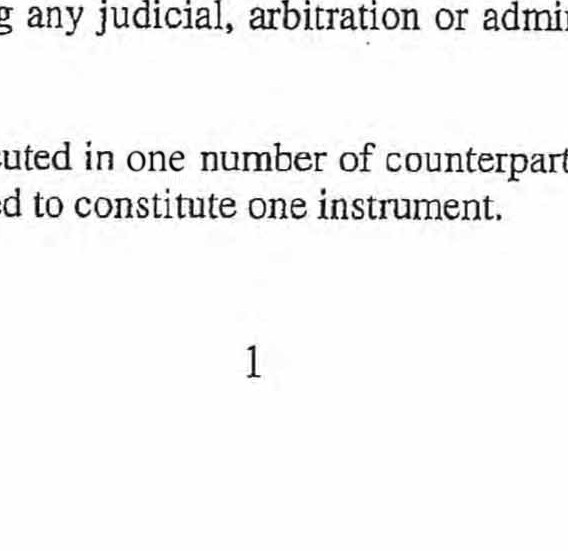 g any judicial, arbitration or admi
uted in one number of counterpart
d to constitute one instrument.
1